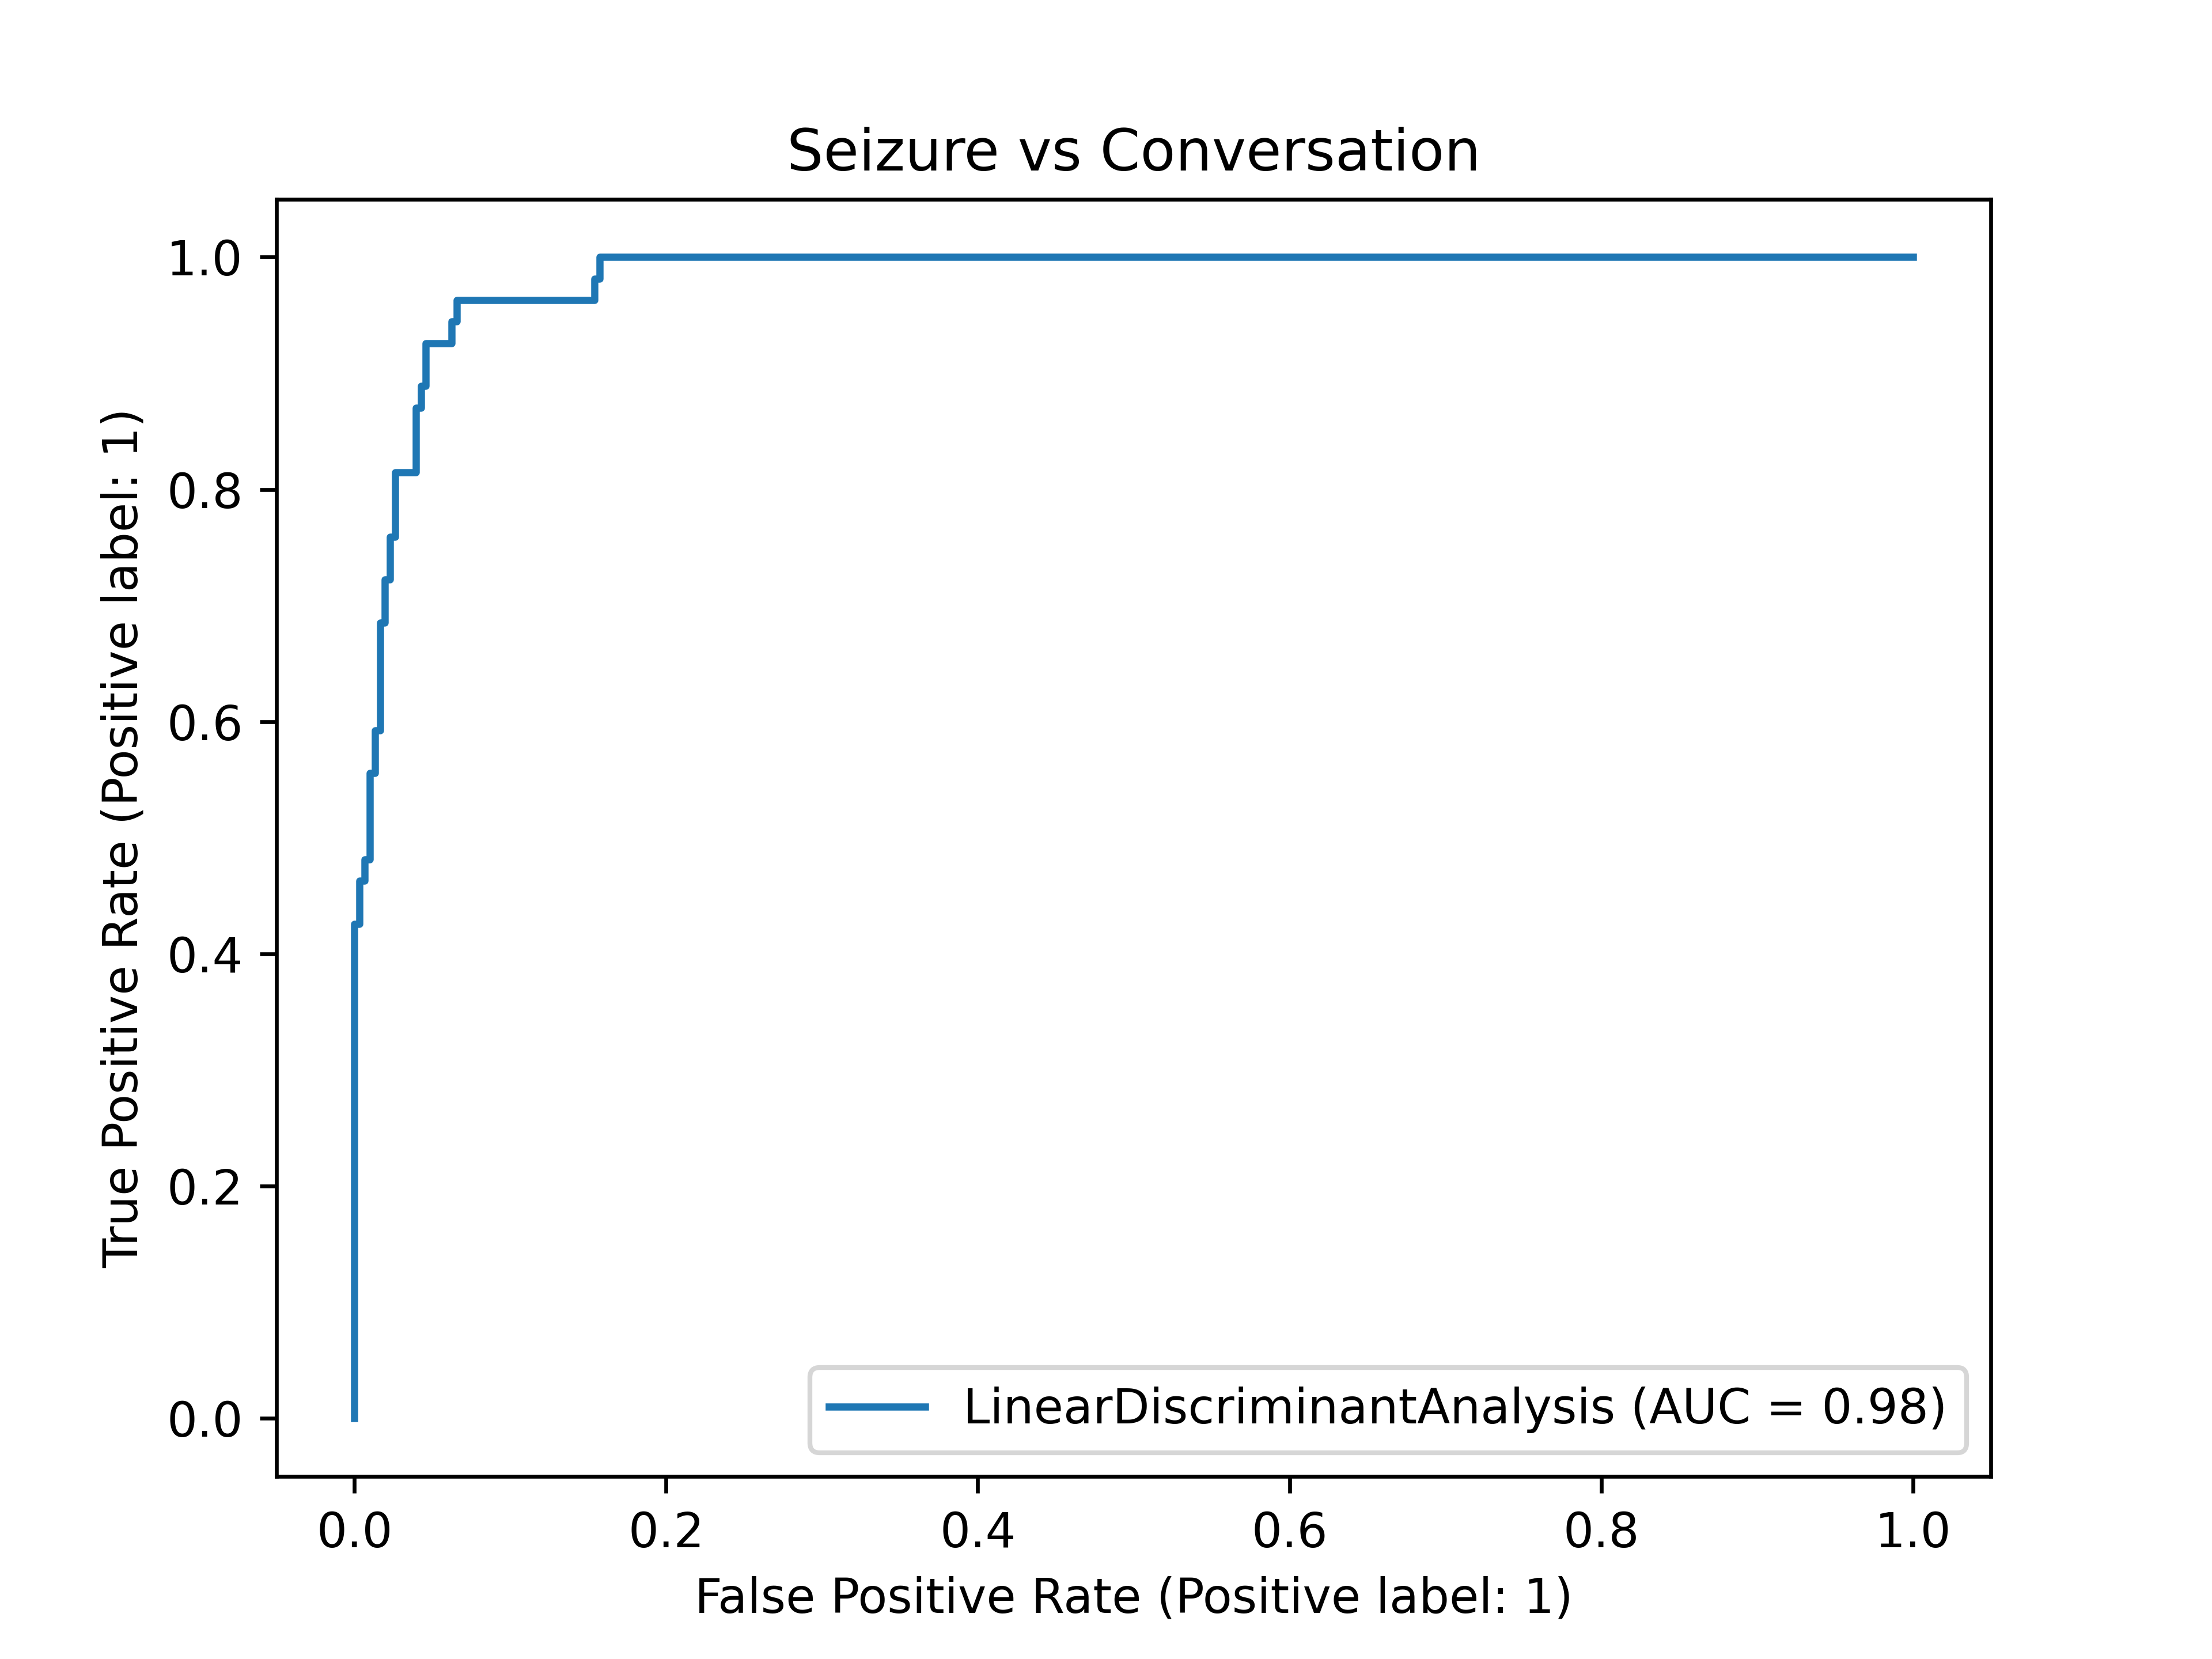 Seizure vs Conversation
True Positive Rate (Positive label: 1)
1.0
0.8
0.6
0.4
0.2
0.0
LinearDiscriminantAnalysis (AUC = 0.98)
0.0 0.2 0.4 0.6 0.8 1.0
False Positive Rate (Positive label: 1)